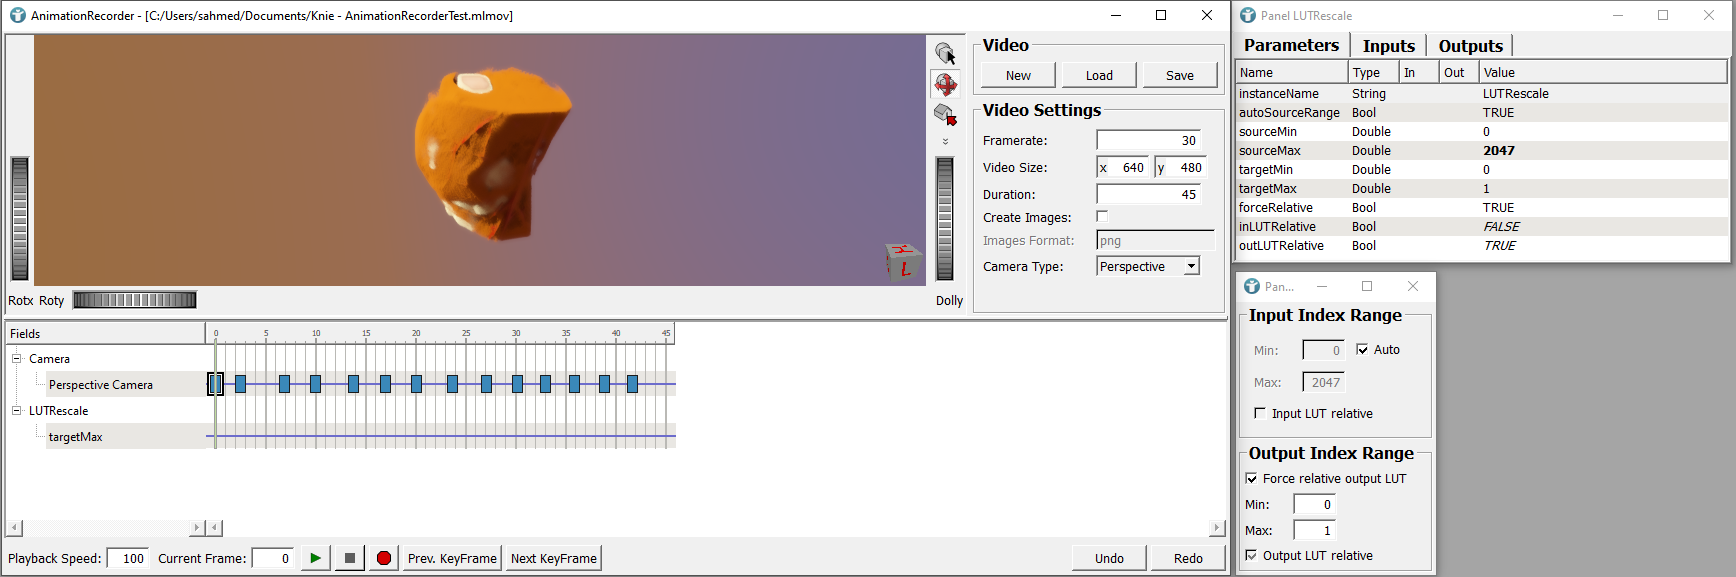 AnimationRecorder - [C:/Users/sahmed/Documents/Knie - AnimationRecorderTest.mlmov]
L
Rotx Roty
Dolly
Video
New Load Save
Video Settings
Framerate: 30
Video Size: x 640 y 480
Duration: 45
Create Images:
Images Format: png
Camera Type: Perspective
Fields 0 5 10 15 20 25 30 35 40 45
Camera
Perspective Camera
LUTRescale
targetMax
Playback Speed: 100 Current Frame: 0 Prev. KeyFrame Next KeyFrame Undo Redo
Panel LUTRescale
Parameters Inputs Outputs
Name Type In Out Value
instanceName String LUTRescale
autoSourceRange Bool TRUE
sourceMin Double 0
sourceMax Double 2047
targetMin Double 0
targetMax Double 1
forceRelative Bool TRUE
inLUTRelative Bool FALSE
outLUTRelative Bool TRUE
Pan...
Input Index Range
Min: 0 Auto
Max: 2047
Input LUT relative
Output Index Range
Force relative output LUT
Min: 0
Max: 1
Output LUT relative